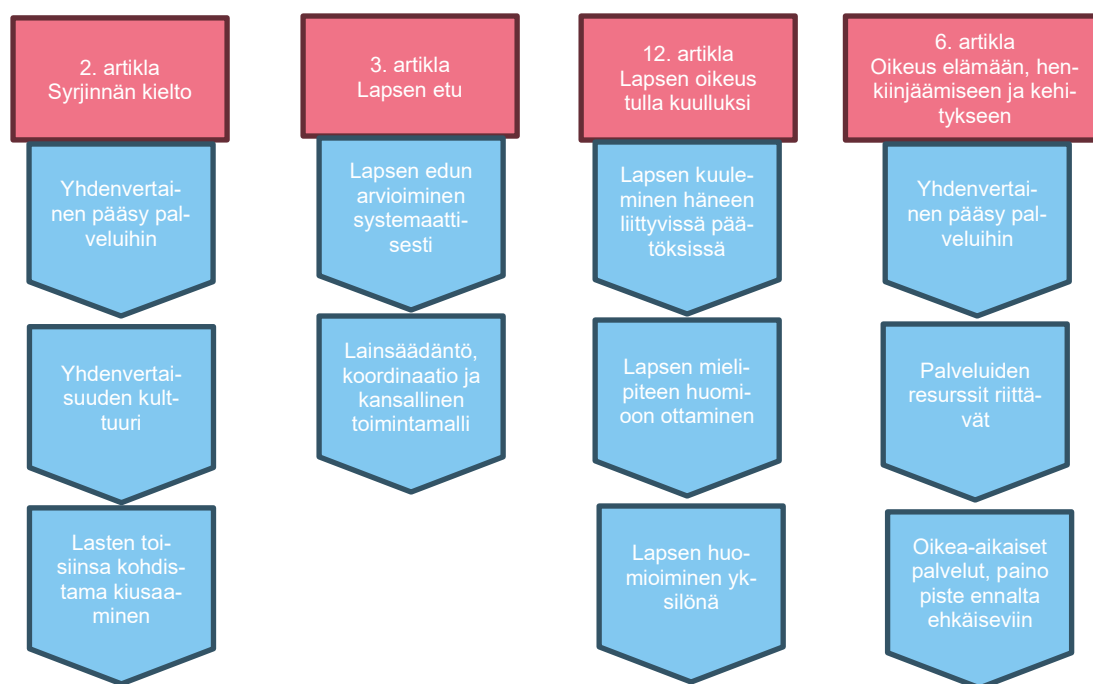 2. artikla
Syrjinnän kielto
Yhdenvertai-
nen pääsy pal-
veluihin
Yhdenvertai-
suuden kult-
tuuri
Lasten toi-
siinsa kohdis-
tama kiusaa-
minen
3. artikla
Lapsen etu
Lapsen edun
arvioiminen
systemaatti-
sesti
Lainsäädäntö,
koordinaatio ja
kansallinen
toimintamalli
12. artikla
Lapsen oikeus
tulla kuulluksi
Lapsen kuule-
minen häneen
liittyvissä pää-
töksissä
Lapsen mieli-
piteen huomi-
oon ottaminen
Lapsen huo-
mioiminen yk-
silönä
6. artikla
Oikeus elämään, hen-
kiinjäämiseen ja kehi-
tykseen
Yhdenvertai-
nen pääsy pal-
veluihin
Palveluiden
resurssit riittä-
vät
Oikea-aikaiset
palvelut, paino
piste ennalta
ehkäiseviin